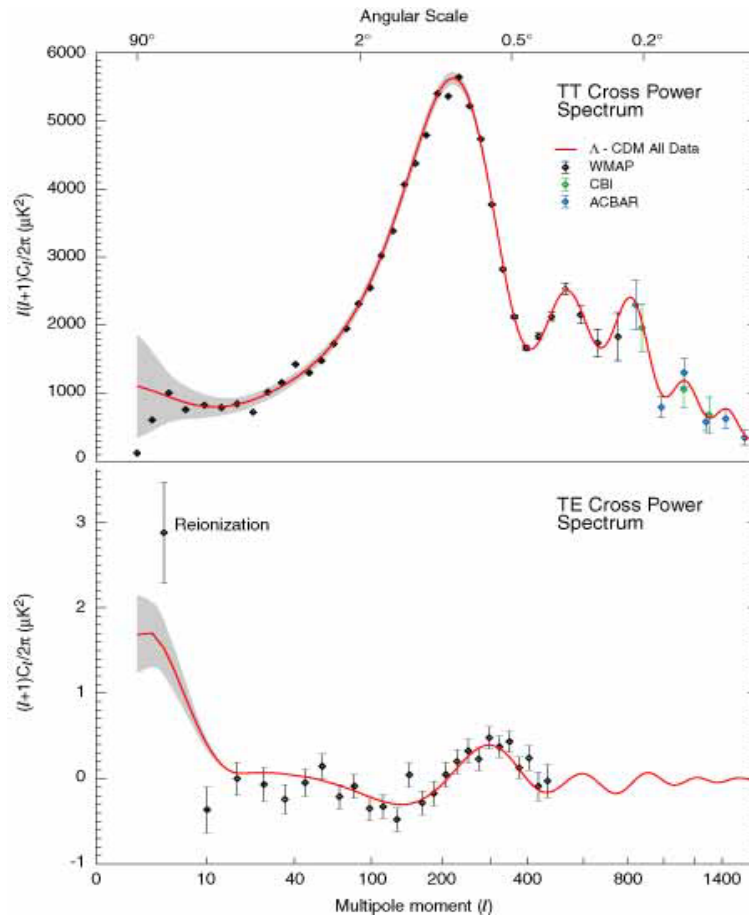 Angular Scale
90° 2° 0.5° 0.2°
6000
5000
4000
3000
2000
1000
0
l(l+1)Cl/2π (μK²)
TT Cross Power
Spectrum
Λ - CDM All Data
WMAP
CBI
ACBAR
3
2
1
0
-1
(l+1)Cl/2π (μK²)
Reionization
TE Cross Power
Spectrum
0 10 40 100 200 400 800 1400
Multipole moment (l)